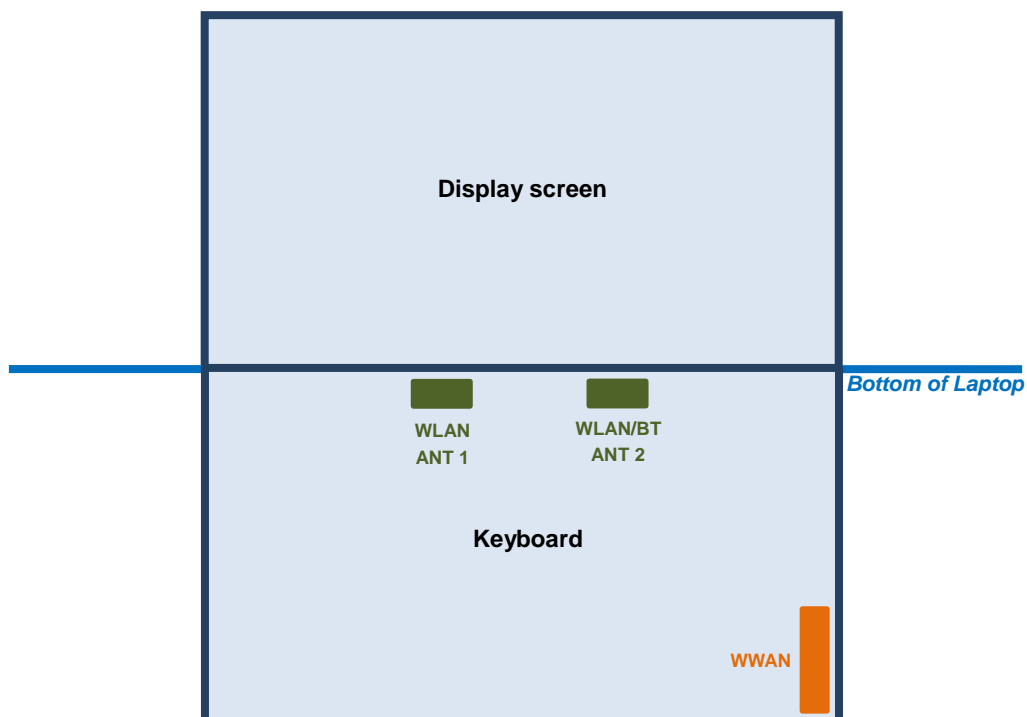 Display screen
Bottom of Laptop
WLAN
ANT 1
WLAN/BT
ANT 2
Keyboard
WWAN